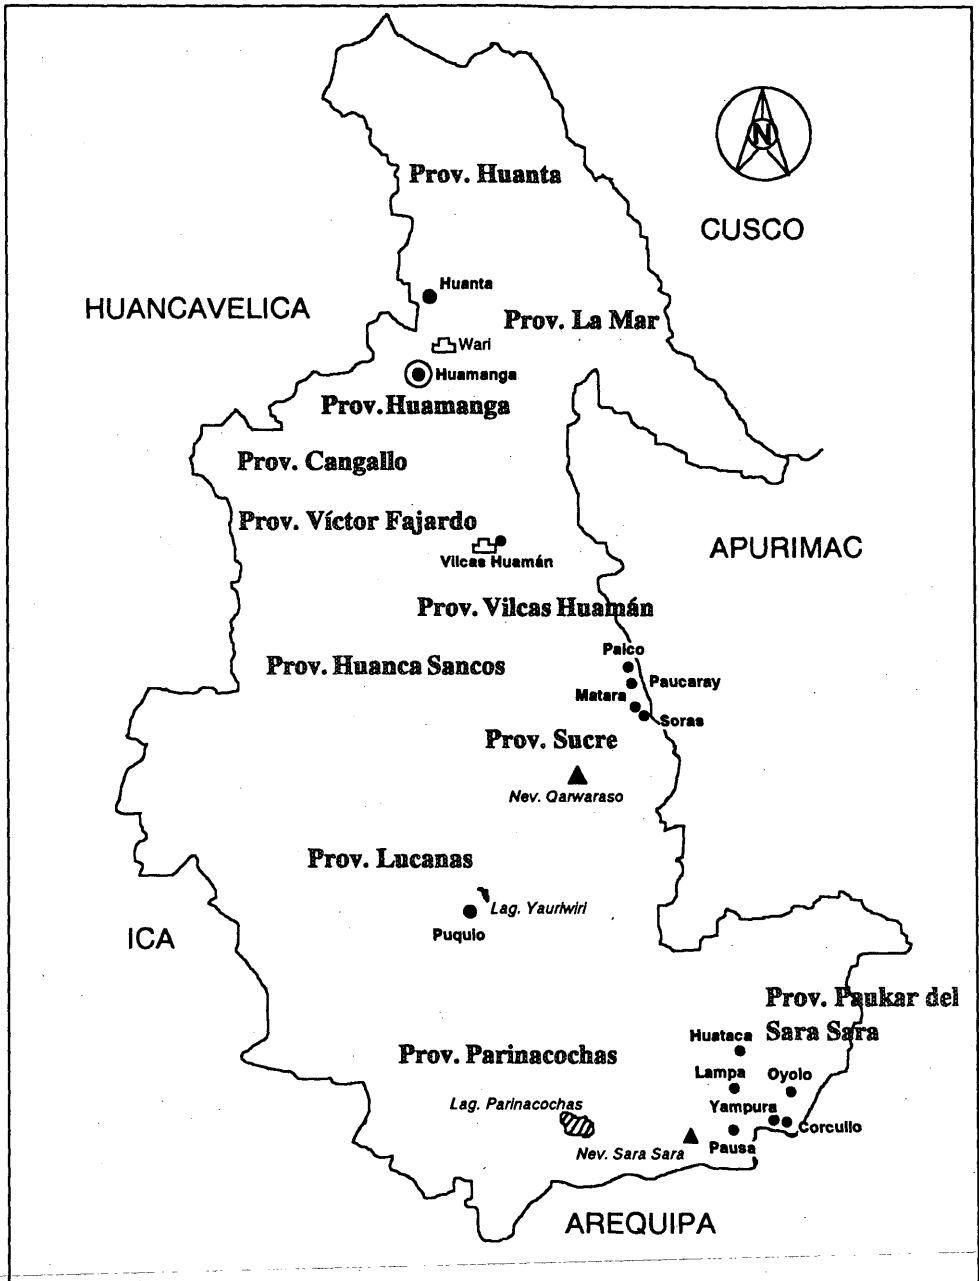 N
Prov. Huanta
CUSCO
Huanta
HUANCAVELICA
Prov. La Mar
Wari
Huamanga
Prov. Huamanga
Prov. Cangallo
Prov. Víctor Fajardo
APURIMAC
Vilcas Huamán
Prov. Vilcas Huamán
Paico
Prov. Huanca Sancos
Paucaray
Matara
Soras
Prov. Sucre
Nev. Qarwaraso
Prov. Lucanas
Lag. Yauriwiri
Puquio
ICA
Prov. Paukar del
Sara Sara
Huataca
Prov. Parinacochas
Lampa
Oyolo
Lag. Parinacochas
Yampura
Corcullo
Pausa
Nev. Sara Sara
AREQUIPA